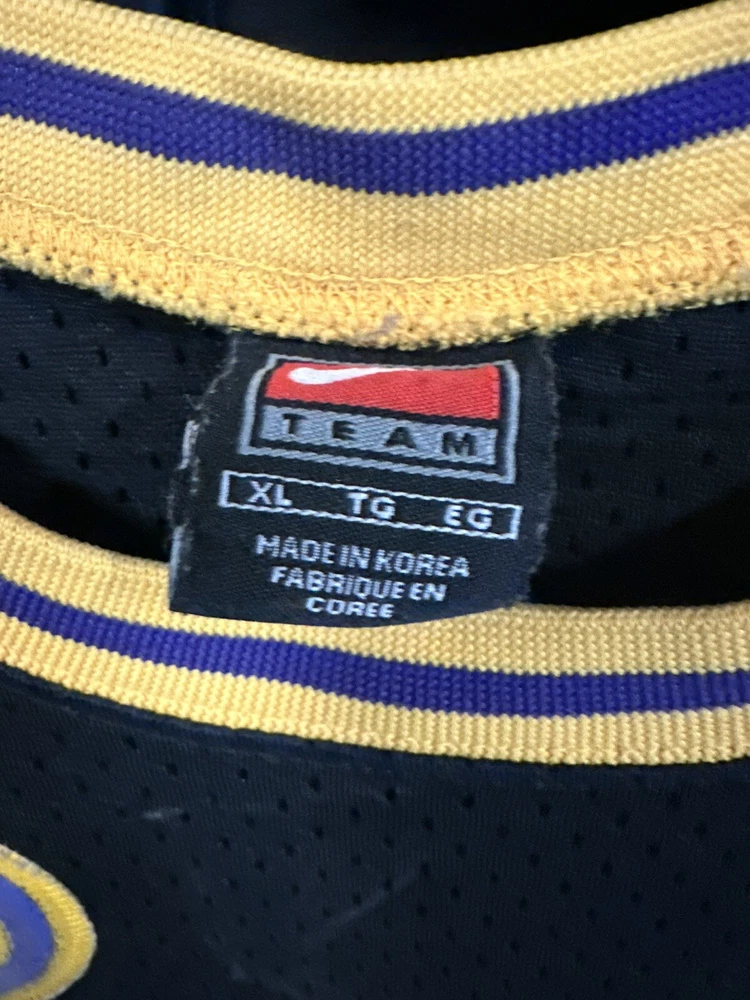 TEAM
XL TG EG
MADE IN KOREA
FABRIQUE EN
COREE